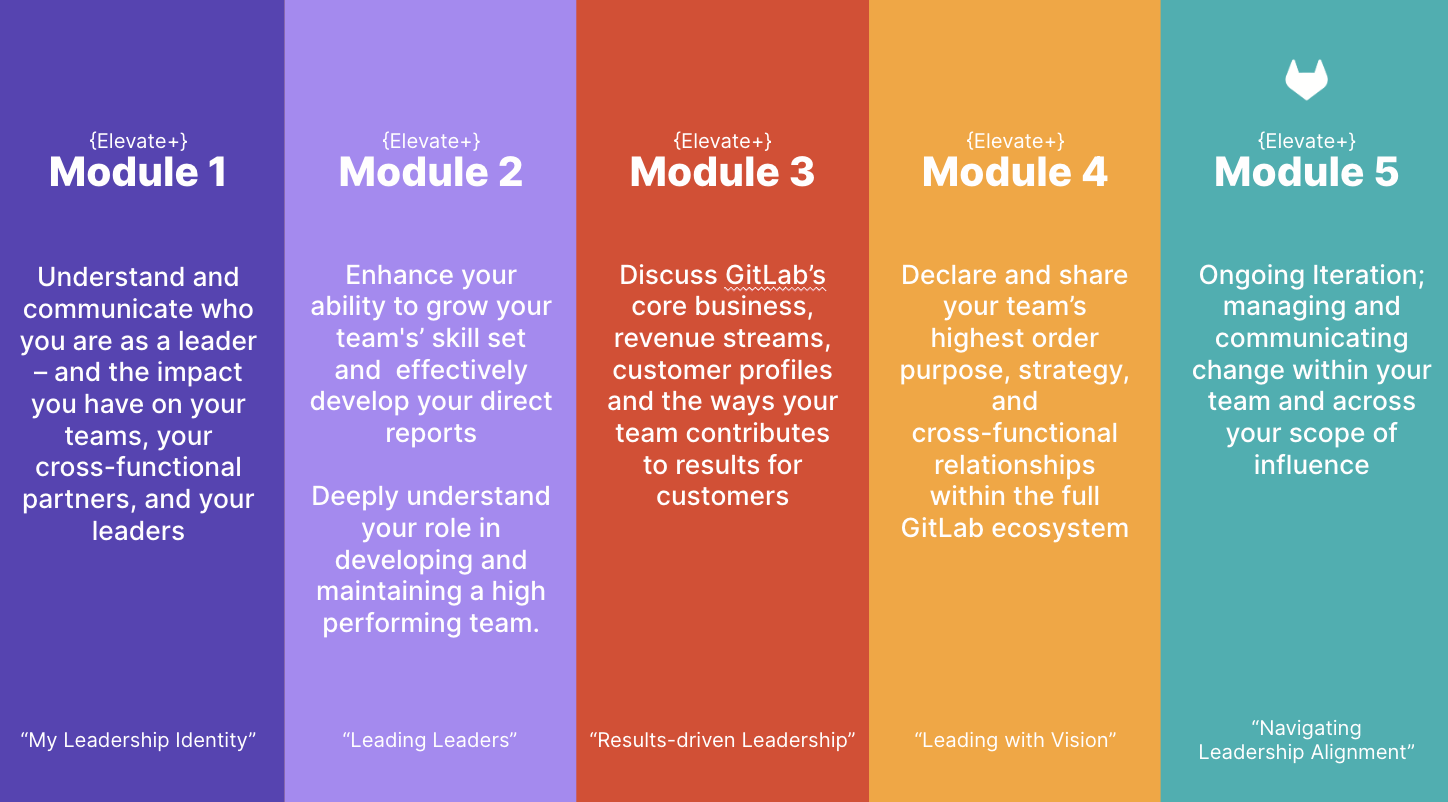 {Elevate+}
Module 1
Understand and
communicate who
you are as a leader
– and the impact
you have on your
teams, your
cross-functional
partners, and your
leaders
“My Leadership Identity”
{Elevate+}
Module 2
Enhance your
ability to grow your
team's’ skill set
and  effectively
develop your direct
reports
Deeply understand
your role in
developing and
maintaining a high
performing team.
“Leading Leaders”
{Elevate+}
Module 3
Discuss GitLab’s
core business,
revenue streams,
customer profiles
and the ways your
team contributes
to results for
customers
“Results-driven Leadership”
{Elevate+}
Module 4
Declare and share
your team’s
highest order
purpose, strategy,
and
cross-functional
relationships
within the full
GitLab ecosystem
“Leading with Vision”
{Elevate+}
Module 5
Ongoing Iteration;
managing and
communicating
change within your
team and across
your scope of
influence
“Navigating
Leadership Alignment”